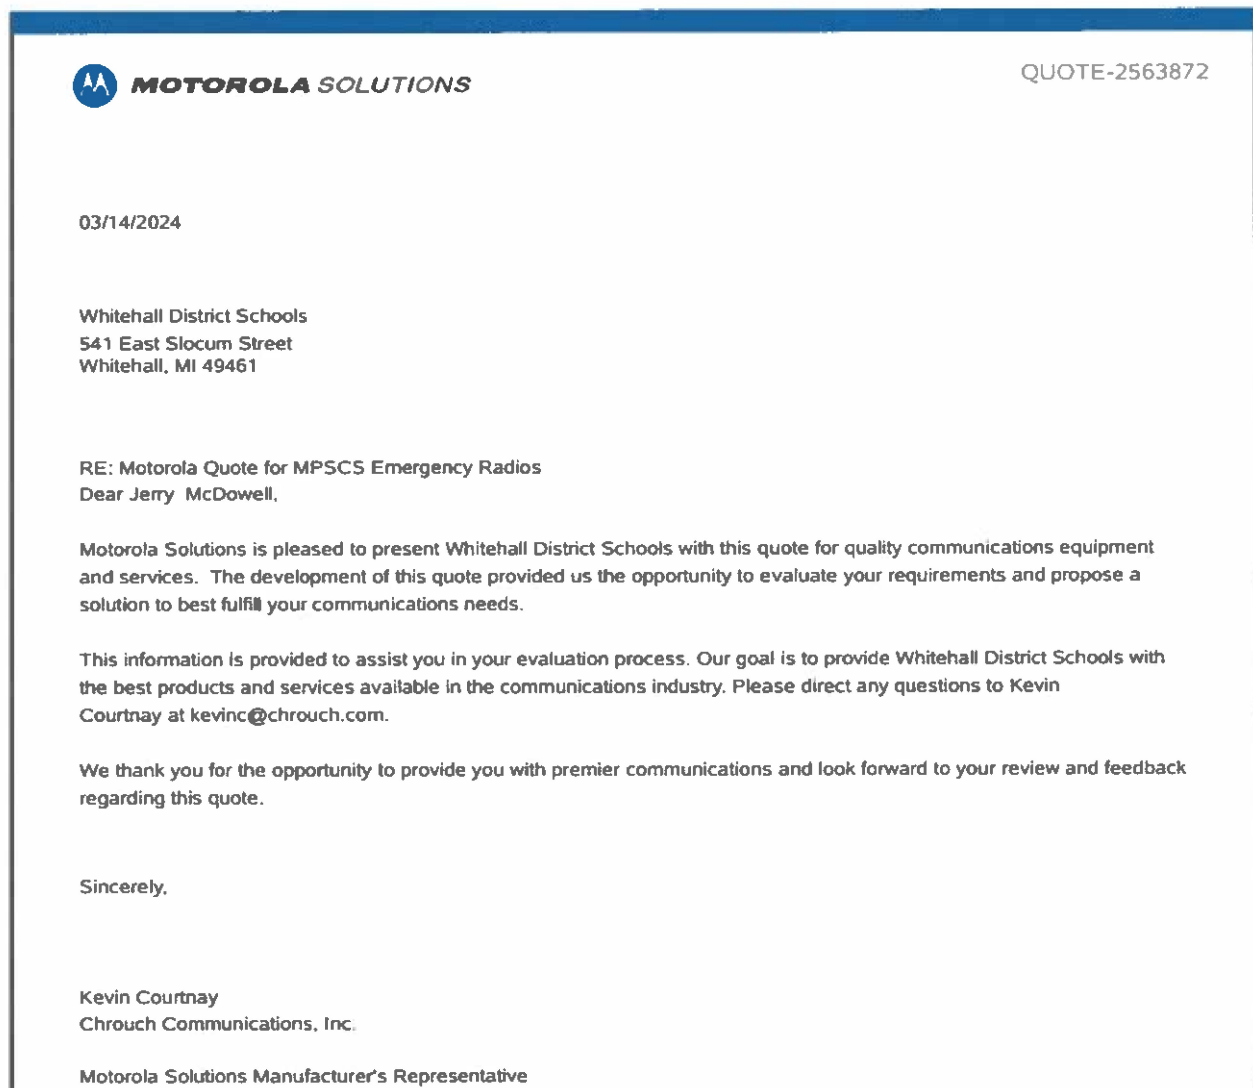 MOTOROLA SOLUTIONS
QUOTE-2563872
03/14/2024
Whitehall District Schools
541 East Slocum Street
Whitehall, MI 49461
RE: Motorola Quote for MPSCS Emergency Radios
Dear Jerry  McDowell,
Motorola Solutions is pleased to present Whitehall District Schools with this quote for quality communications equipment
and services.  The development of this quote provided us the opportunity to evaluate your requirements and propose a
solution to best fulfill your communications needs.
This information is provided to assist you in your evaluation process. Our goal is to provide Whitehall District Schools with
the best products and services available in the communications industry. Please direct any questions to Kevin
Courtnay at kevinc@chrouch.com.
We thank you for the opportunity to provide you with premier communications and look forward to your review and feedback
regarding this quote.
Sincerely,
Kevin Courtnay
Chrouch Communications, Inc.
Motorola Solutions Manufacturer's Representative